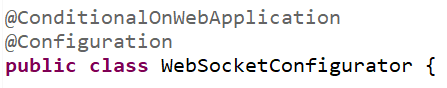 @ConditionalOnWebApplication
@Configuration
public class WebSocketConfigurator {